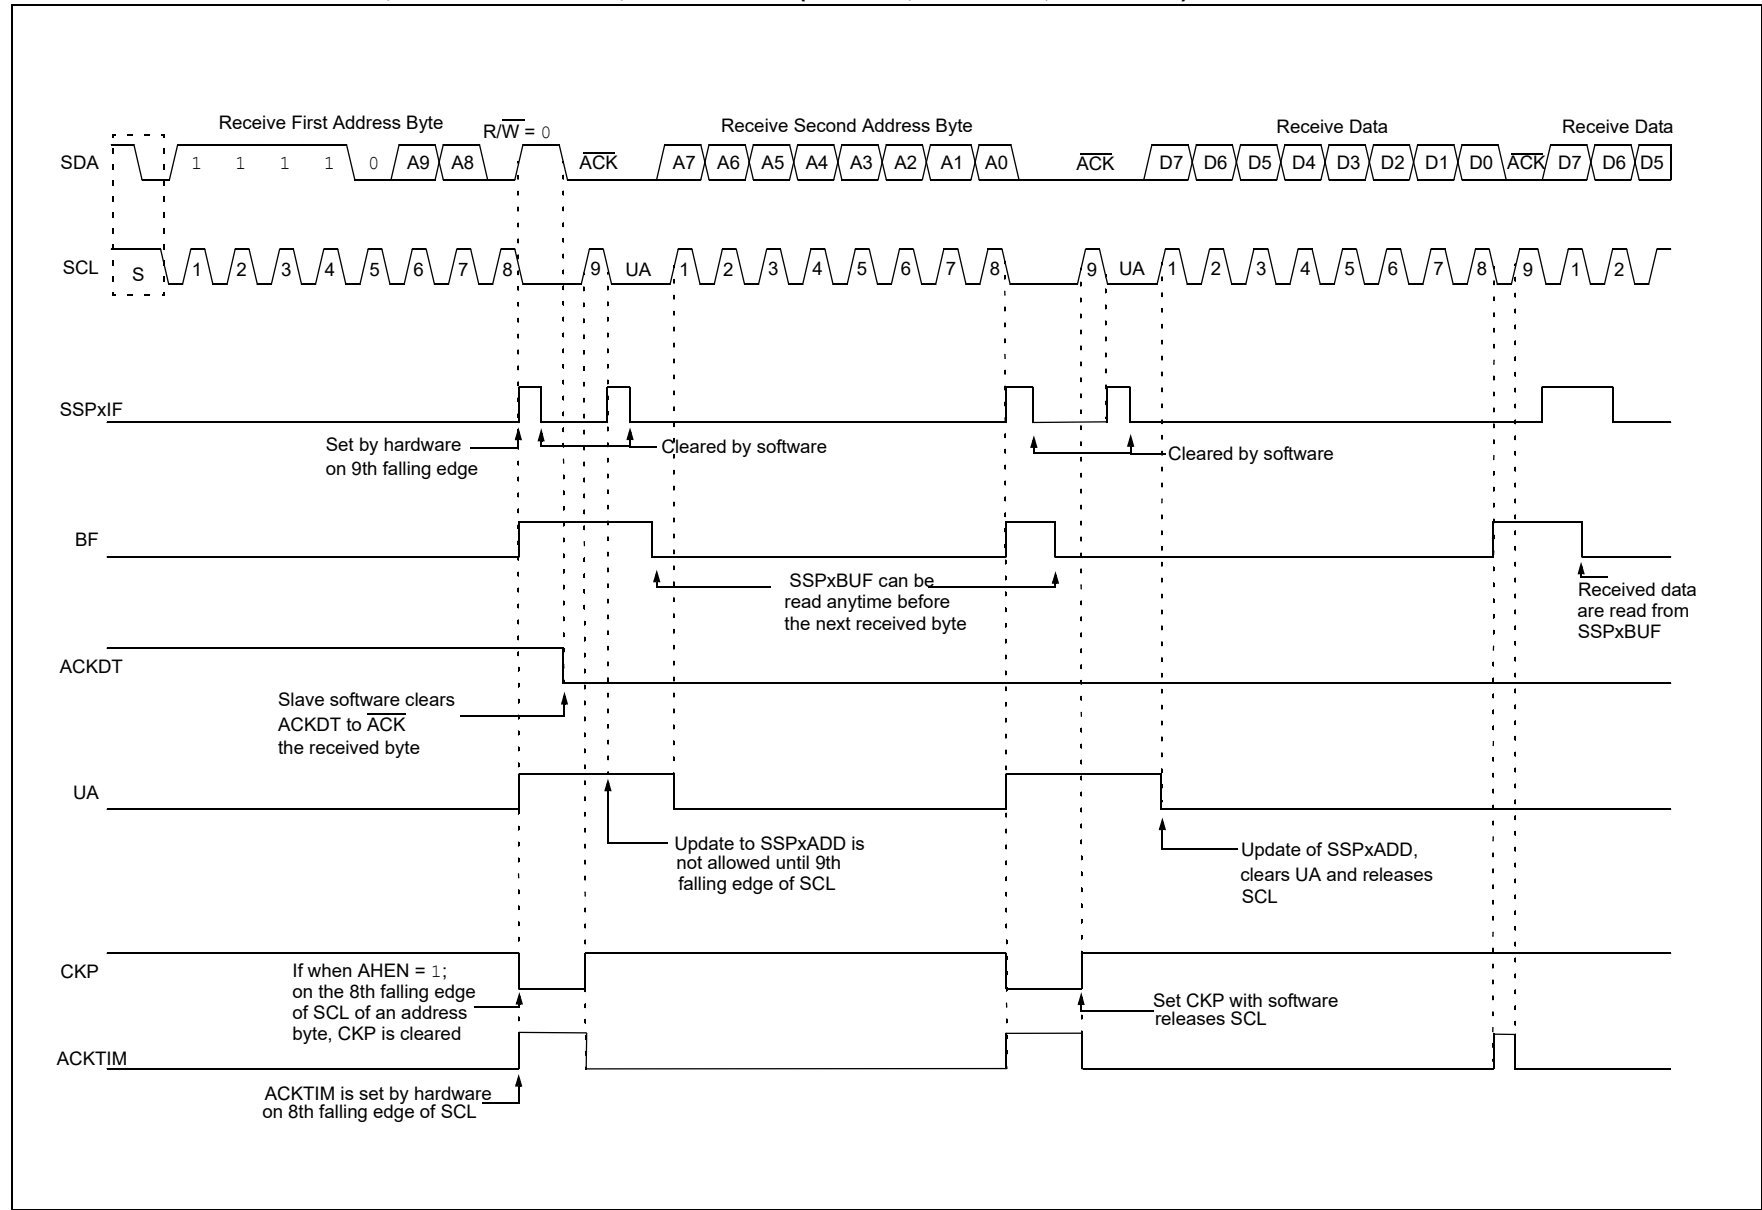 Receive First Address Byte
R/W = 0
Receive Second Address Byte
Receive Data
Receive Data
SDA
1 1 1 1 0 A9 A8
ACK
A7 A6 A5 A4 A3 A2 A1 A0
ACK
D7 D6 D5 D4 D3 D2 D1 D0
ACK
D7 D6 D5
SCL
S
1 2 3 4 5 6 7 8 9
UA
1 2 3 4 5 6 7 8 9
UA
1 2 3 4 5 6 7 8 9 1 2
SSPxIF
Set by hardware
on 9th falling edge
Cleared by software
Cleared by software
BF
SSPxBUF can be
read anytime before
the next received byte
Received data
are read from
SSPxBUF
ACKDT
Slave software clears
ACKDT to ACK
the received byte
UA
Update to SSPxADD is
not allowed until 9th
falling edge of SCL
Update of SSPxADD,
clears UA and releases
SCL
CKP
If when AHEN = 1;
on the 8th falling edge
of SCL of an address
byte, CKP is cleared
Set CKP with software
releases SCL
ACKTIM
ACKTIM is set by hardware
on 8th falling edge of SCL